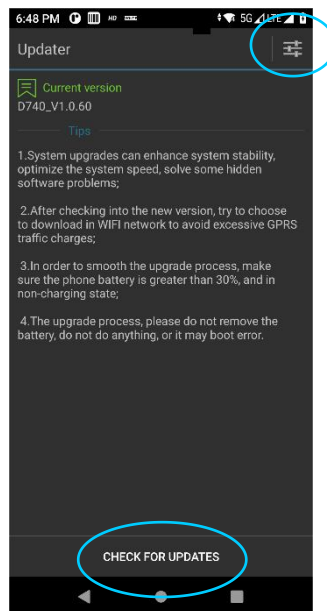 6:48 PM HD 5G LTE
Updater
Current version
D740_V1.0.60
Tips
1.System upgrades can enhance system stability,
optimize the system speed, solve some hidden
software problems;
2.After checking into the new version, try to choose
to download in WIFI network to avoid excessive GPRS
traffic charges;
3.In order to smooth the upgrade process, make
sure the phone battery is greater than 30%, and in
non-charging state;
4.The upgrade process, please do not remove the
battery, do not do anything, or it may boot error.
CHECK FOR UPDATES